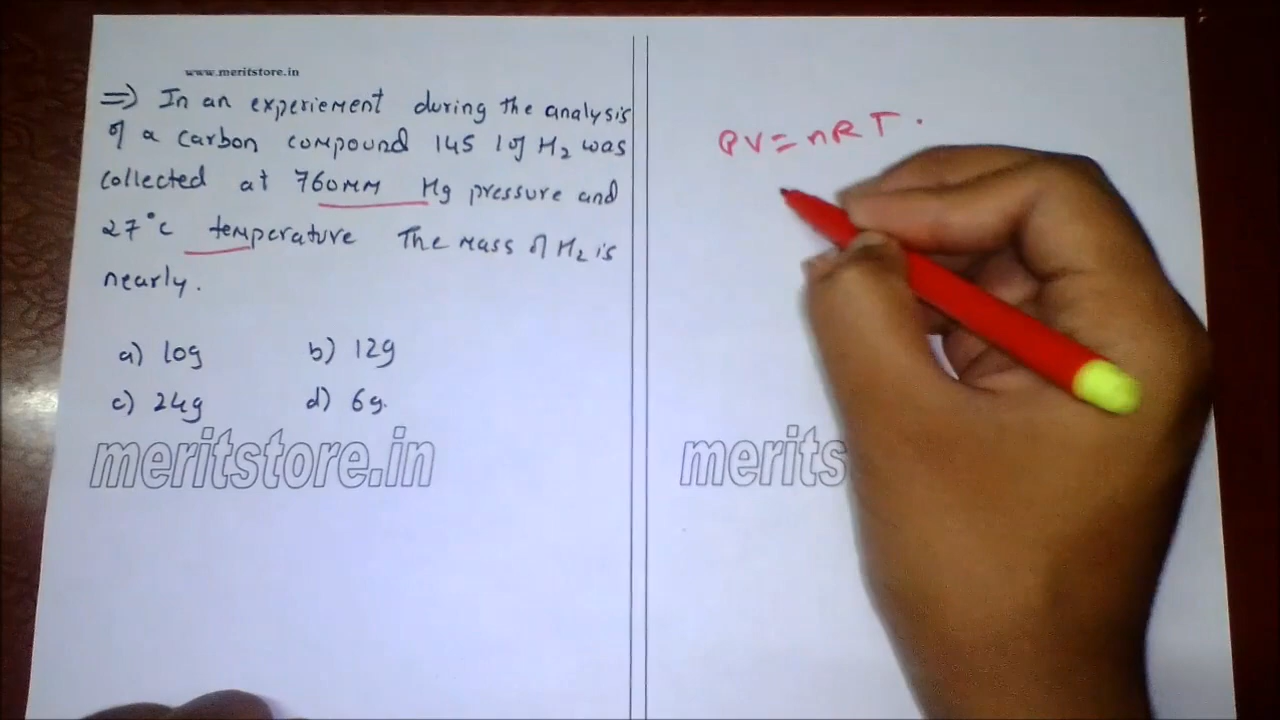 www.meritstore.in
=> In an experiement during the analysis
of a carbon compound 145 l of H2 was
collected at 760MM Hg pressure and
27°c temperature The mass of H2 is
nearly.
a) 10g b) 12g
c) 24g d) 6g.
meritstore.in
PV=nRT.
merits